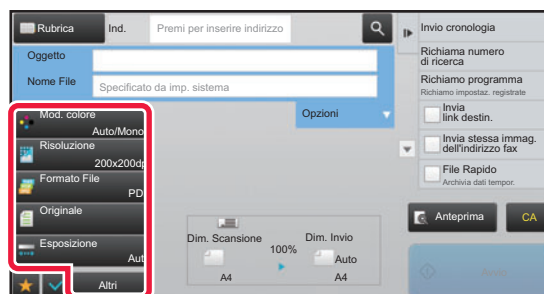 Rubrica
Ind.
Premi per inserire indirizzo
Oggetto
Nome File
Specificato da imp. sistema
Opzioni
Mod. colore
Auto/Mono
Risoluzione
200x200dp
Formato File
PD
Originale
Esposizione
Aut
Altri
Dim. Scansione
A4
100%
Dim. Invio
Auto
A4
Invio cronologia
Richiama numero
di ricerca
Richiamo programma
Richiamo impostaz. registrate
Invia
link destin.
Invia stessa immag.
dell'indirizzo fax
File Rapido
Archivia dati tempor.
Anteprima
CA